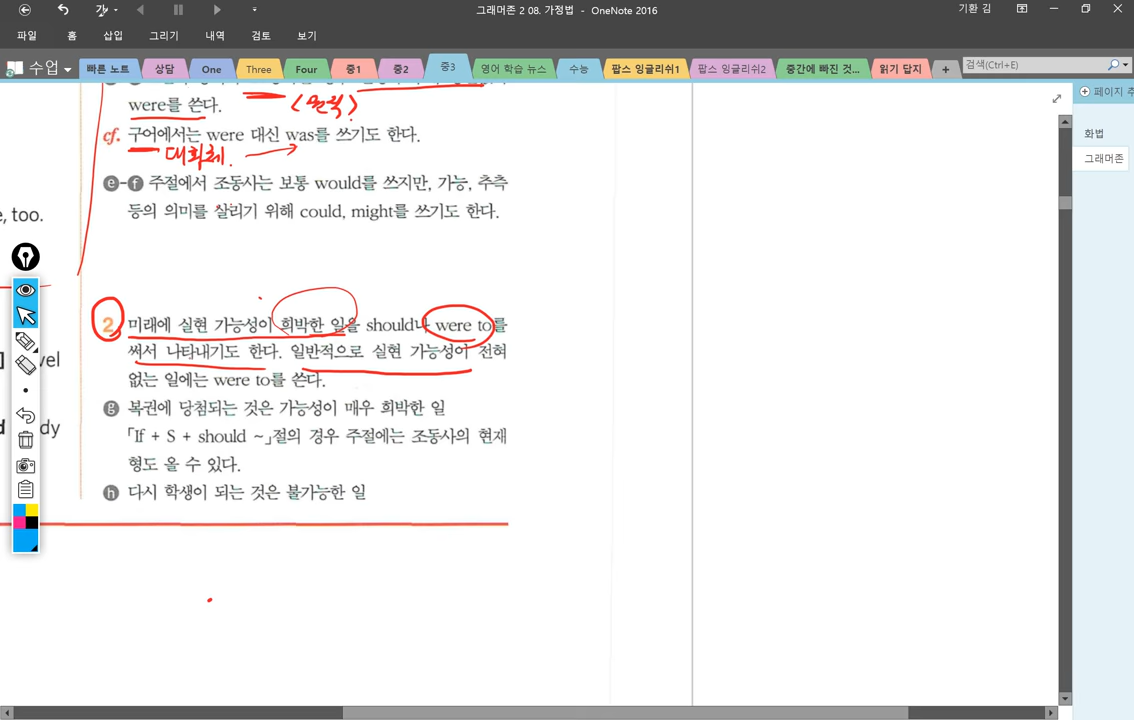 그래머존 2 08. 가정법 - OneNote 2016
기환 김
파일 홈 삽입 그리기 내역 검토 보기
수업
빠른 노트 상담 One Three Four 중1 중2 중3 영어 학습 뉴스 수능 팝스 잉글리쉬1 팝스 잉글리쉬2 중간에 빠진 것... 읽기 답지 +
검색(Ctrl+E)
페이지 추
화법
그래머존
were를 쓴다.
cf. 구어에서는 were 대신 was를 쓰기도 한다.
대화체.
e-f 주절에서 조동사는 보통 would를 쓰지만, 가능, 추측
등의 의미를 살리기 위해 could, might를 쓰기도 한다.
e, too.
2 미래에 실현 가능성이 희박한 일을 should나 were to를
써서 나타내기도 한다. 일반적으로 실현 가능성이 전혀
없는 일에는 were to를 쓴다.
g 복권에 당첨되는 것은 가능성이 매우 희박한 일
「If + S + should ~」절의 경우 주절에는 조동사의 현재
형도 올 수 있다.
h 다시 학생이 되는 것은 불가능한 일